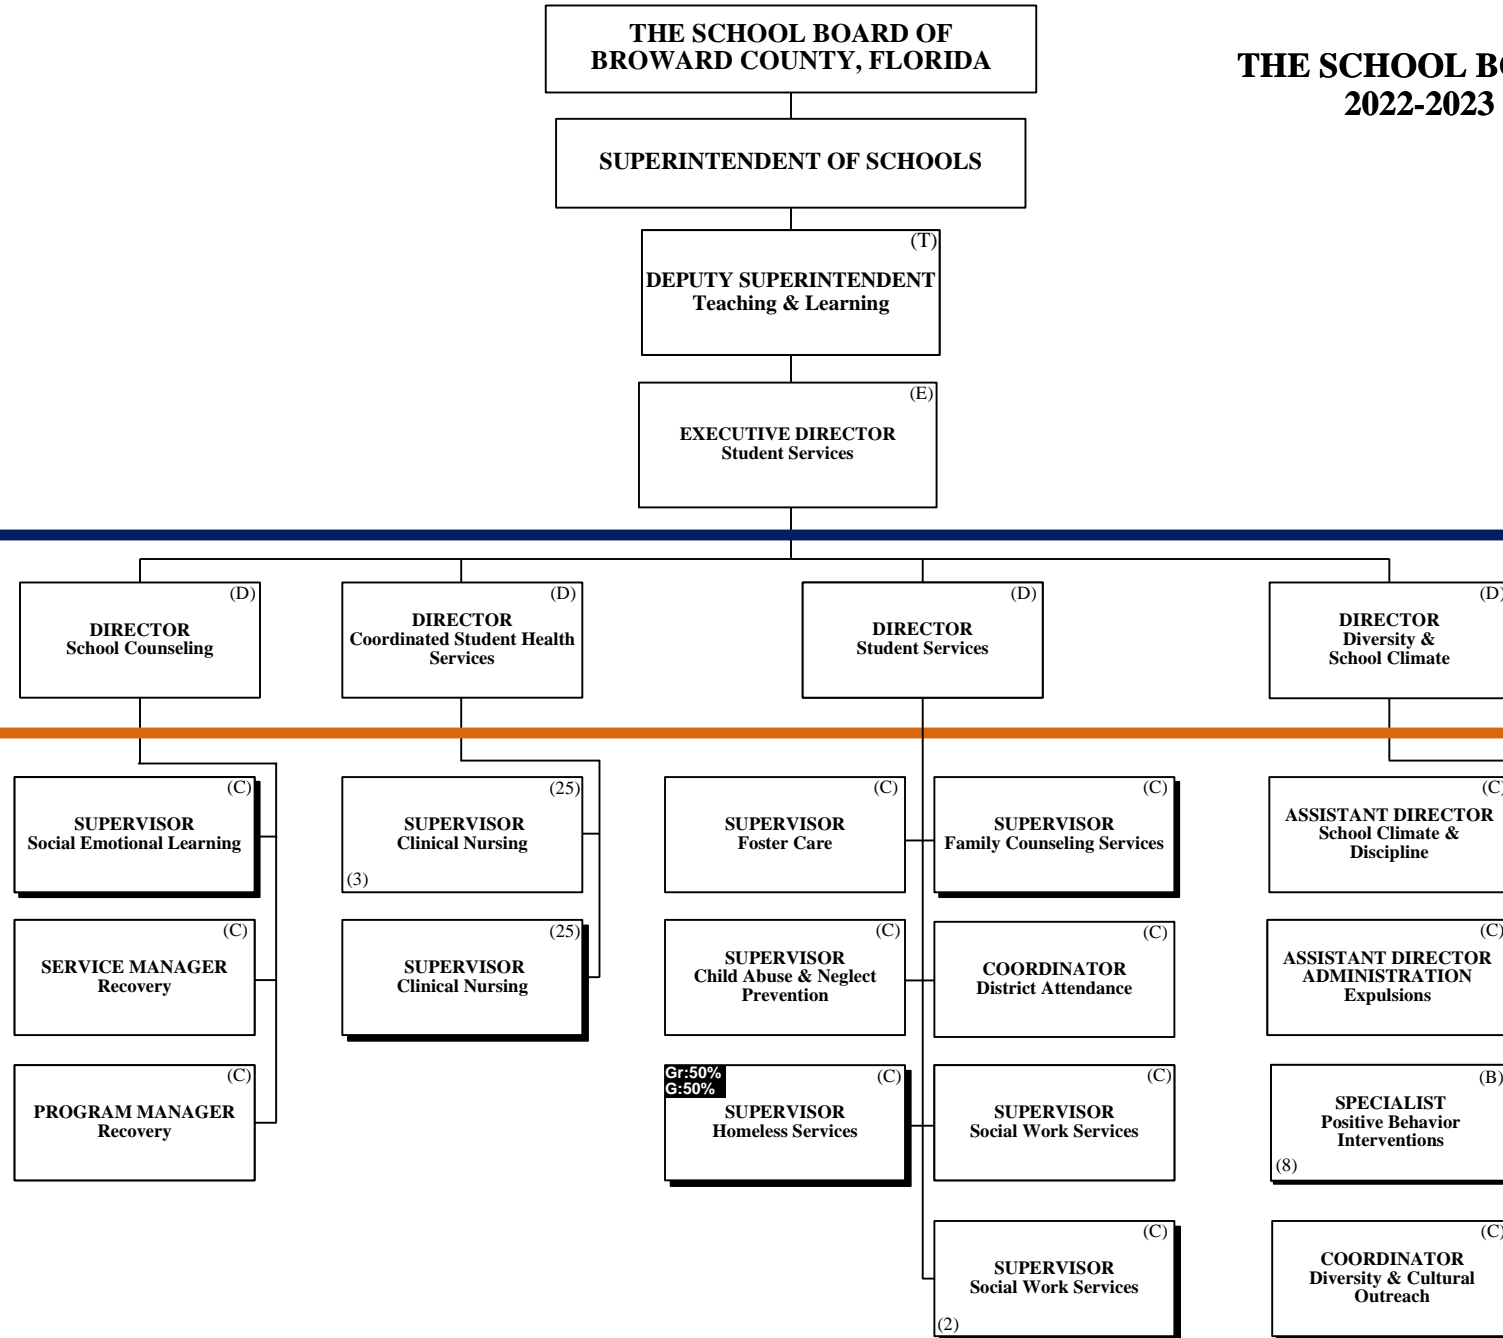 THE SCHOOL BOARD OF
BROWARD COUNTY, FLORIDA
THE SCHOOL BO
2022-2023
SUPERINTENDENT OF SCHOOLS
(T)
DEPUTY SUPERINTENDENT
Teaching & Learning
(E)
EXECUTIVE DIRECTOR
Student Services
(D)
DIRECTOR
School Counseling
(D)
DIRECTOR
Coordinated Student Health
Services
(D)
DIRECTOR
Student Services
(D)
DIRECTOR
Diversity &
School Climate
(C)
SUPERVISOR
Social Emotional Learning
(25)
SUPERVISOR
Clinical Nursing
(3)
(C)
SUPERVISOR
Foster Care
(C)
SUPERVISOR
Family Counseling Services
(C)
ASSISTANT DIRECTOR
School Climate &
Discipline
(C)
SERVICE MANAGER
Recovery
(25)
SUPERVISOR
Clinical Nursing
(C)
SUPERVISOR
Child Abuse & Neglect
Prevention
(C)
COORDINATOR
District Attendance
(C)
ASSISTANT DIRECTOR
ADMINISTRATION
Expulsions
(C)
PROGRAM MANAGER
Recovery
Gr:50%
G:50%
(C)
SUPERVISOR
Homeless Services
(C)
SUPERVISOR
Social Work Services
(B)
SPECIALIST
Positive Behavior
Interventions
(8)
(C)
SUPERVISOR
Social Work Services
(2)
(C)
COORDINATOR
Diversity & Cultural
Outreach